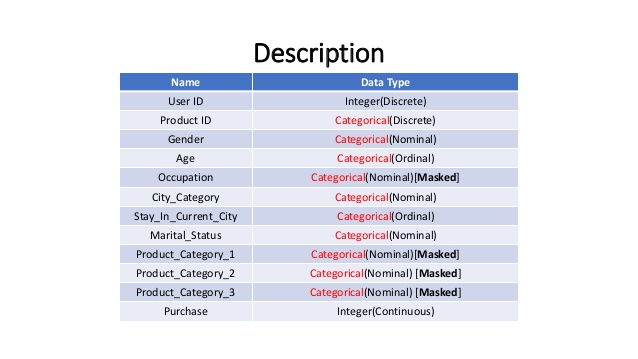 Description
Name Data Type
User ID Integer(Discrete)
Product ID Categorical(Discrete)
Gender Categorical(Nominal)
Age Categorical(Ordinal)
Occupation Categorical(Nominal)[Masked]
City_Category Categorical(Nominal)
Stay_In_Current_City Categorical(Ordinal)
Marital_Status Categorical(Nominal)
Product_Category_1 Categorical(Nominal)[Masked]
Product_Category_2 Categorical(Nominal) [Masked]
Product_Category_3 Categorical(Nominal) [Masked]
Purchase Integer(Continuous)